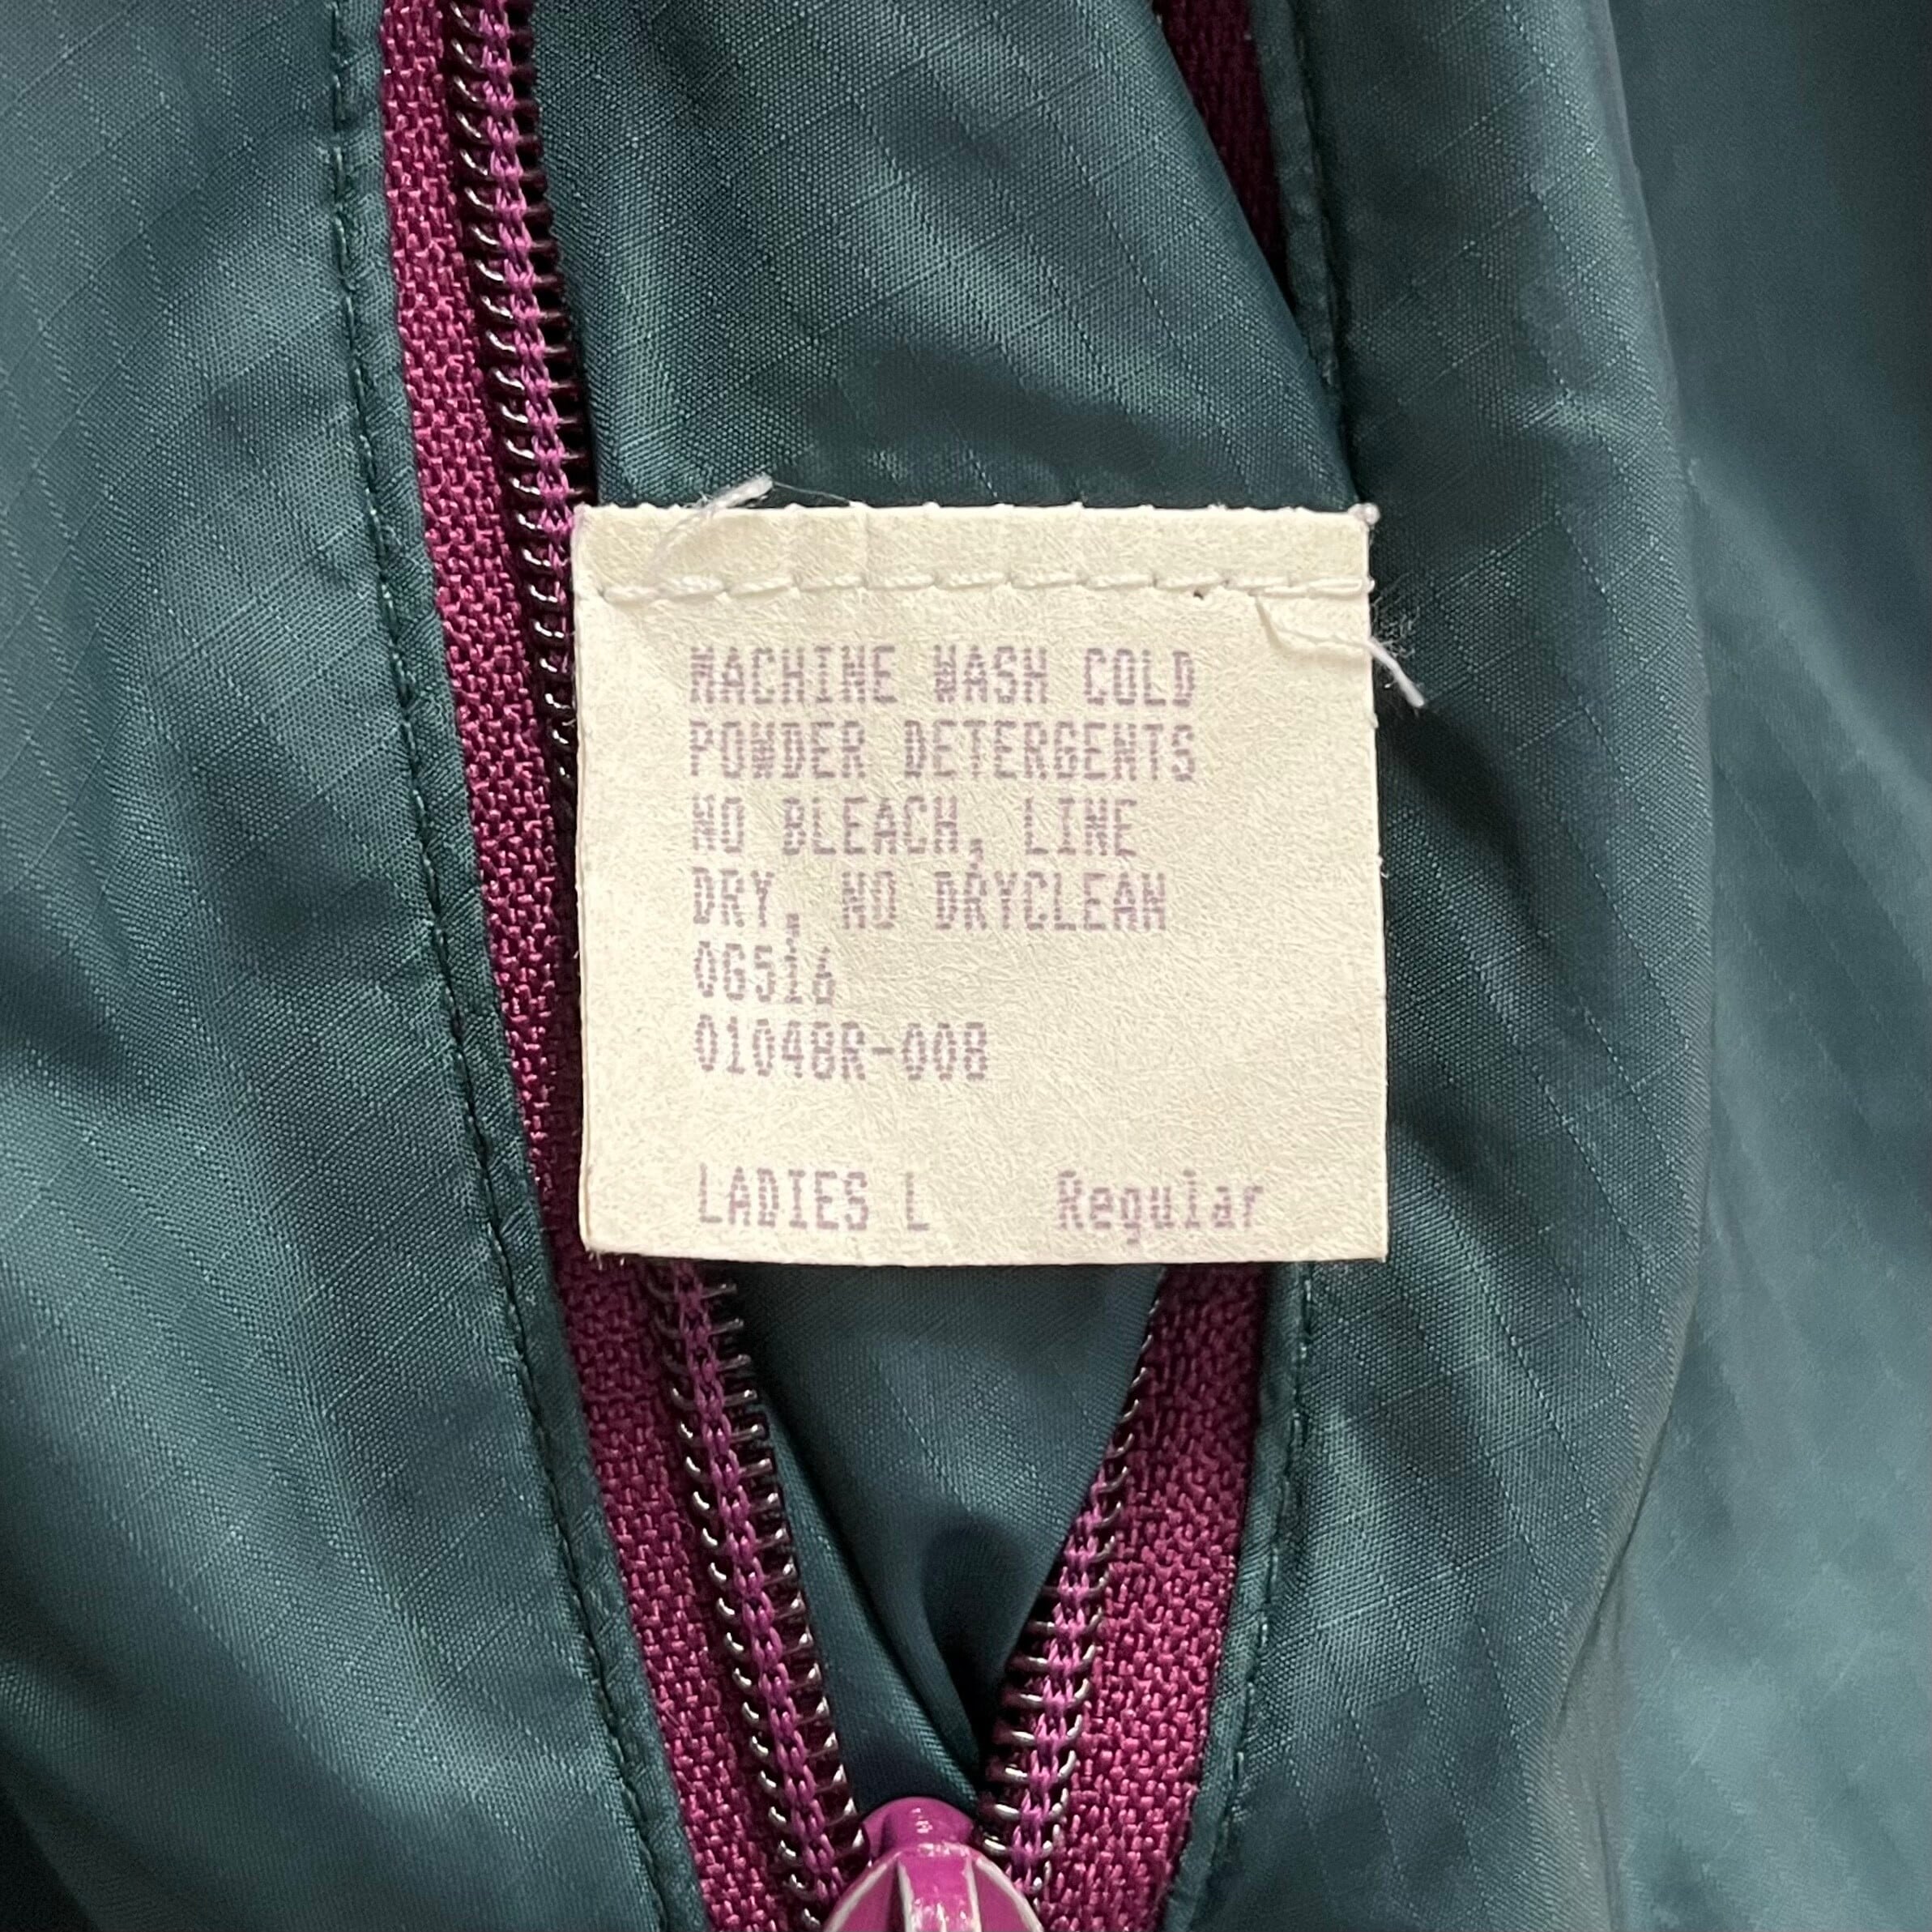 MACHINE WASH COLD
POWDER DETERGENTS
NO BLEACH, LINE
DRY, NO DRYCLEAN
0G516
01048R-008
LADIES L Regular